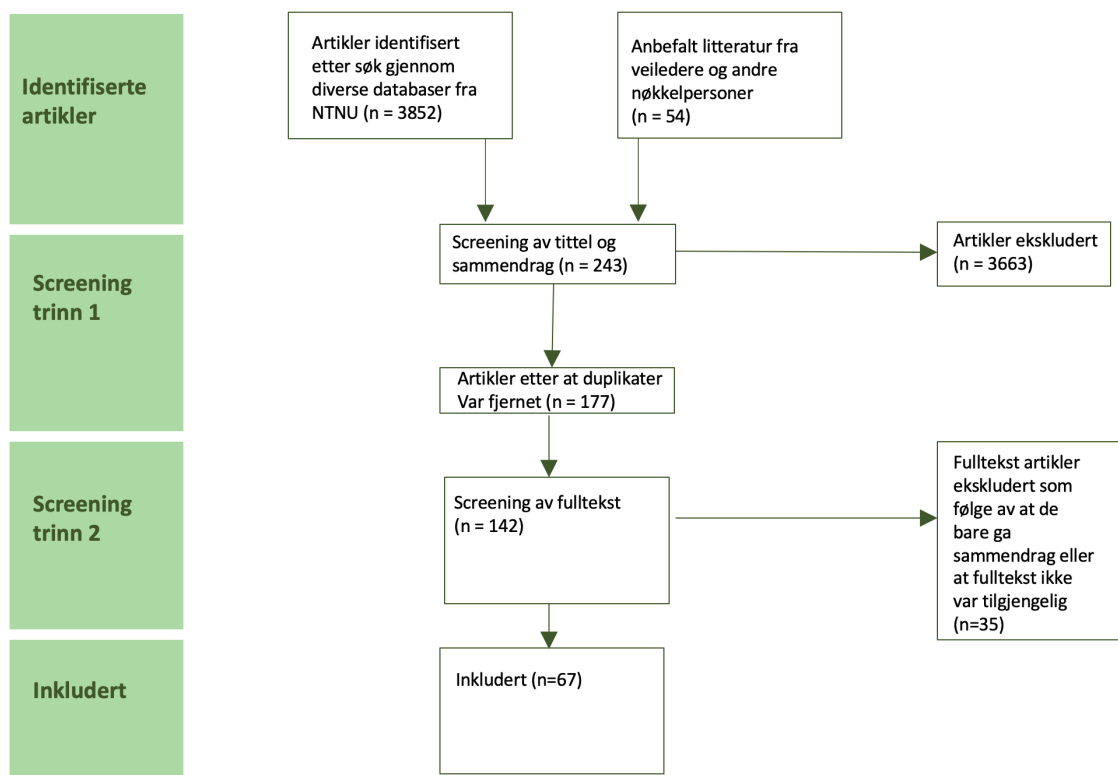 Identifiserte
artikler
Artikler identifisert
etter søk gjennom
diverse databaser fra
NTNU (n = 3852)
Anbefalt litteratur fra
veiledere og andre
nøkkelpersoner
(n = 54)
Screening
trinn 1
Screening av tittel og
sammendrag (n = 243)
Artikler ekskludert
(n = 3663)
Artikler etter at duplikater
Var fjernet (n = 177)
Screening
trinn 2
Screening av fulltekst
(n = 142)
Fulltekst artikler
ekskludert som
følge av at de
bare ga
sammendrag eller
at fulltekst ikke
var tilgjengelig
(n=35)
Inkludert
Inkludert (n=67)